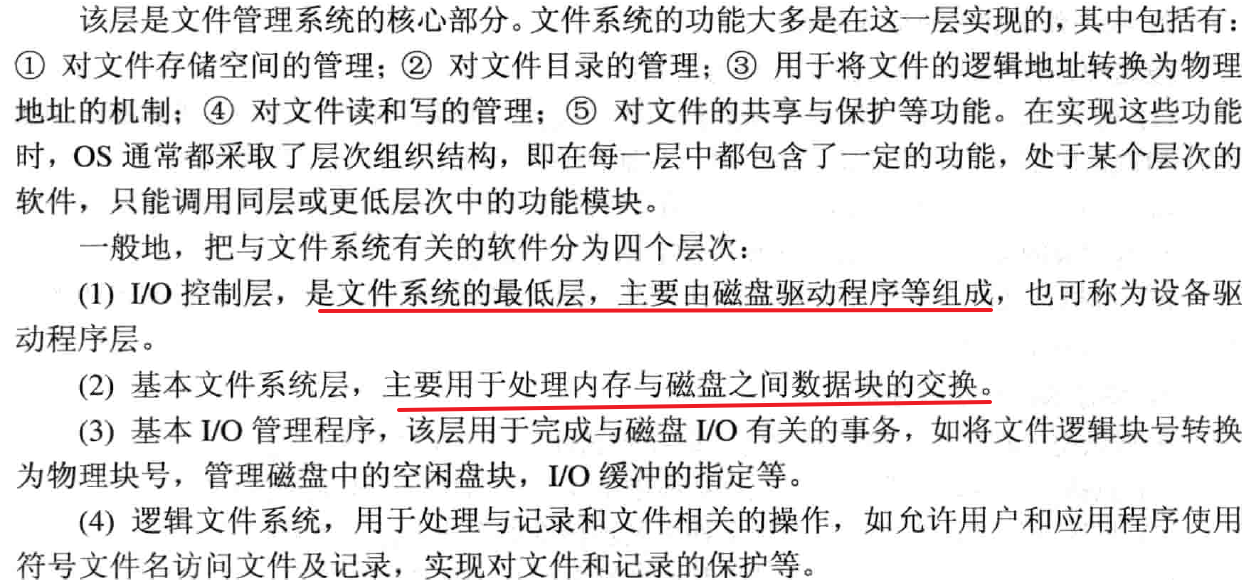 该层是文件管理系统的核心部分。文件系统的功能大多是在这一层实现的,其中包括有:
① 对文件存储空间的管理;② 对文件目录的管理;③ 用于将文件的逻辑地址转换为物理
地址的机制;④ 对文件读和写的管理;⑤ 对文件的共享与保护等功能。在实现这些功能
时,OS 通常都采取了层次组织结构,即在每一层中都包含了一定的功能,处于某个层次的
软件,只能调用同层或更低层次中的功能模块。
一般地,把与文件系统有关的软件分为四个层次:
(1) I/O 控制层,是文件系统的最低层,主要由磁盘驱动程序等组成,也可称为设备驱
动程序层。
(2) 基本文件系统层,主要用于处理内存与磁盘之间数据块的交换。
(3) 基本 I/O 管理程序,该层用于完成与磁盘 I/O 有关的事务,如将文件逻辑块号转换
为物理块号,管理磁盘中的空闲盘块,I/O 缓冲的指定等。
(4) 逻辑文件系统,用于处理与记录和文件相关的操作,如允许用户和应用程序使用
符号文件名访问文件及记录,实现对文件和记录的保护等。